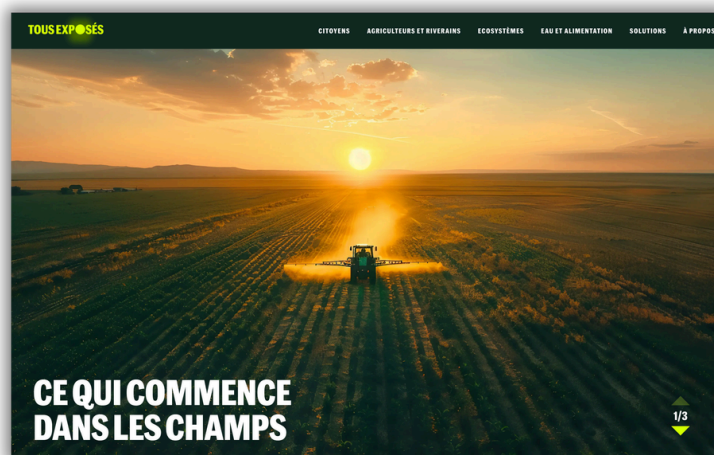 TOUS EXPOSÉS
CITOYENS
AGRICULTEURS ET RIVERAINS
ECOSYSTÈMES
EAU ET ALIMENTATION
SOLUTIONS
À PROPOS
CE QUI COMMENCE
DANS LES CHAMPS
1/3